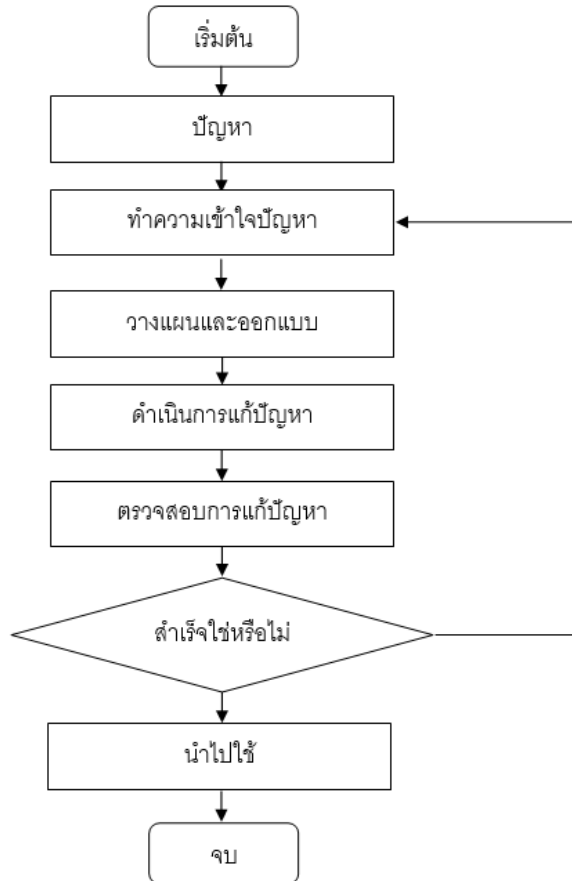 เริ่มต้น
ปัญหา
ทำความเข้าใจปัญหา
วางแผนและออกแบบ
ดำเนินการแก้ปัญหา
ตรวจสอบการแก้ปัญหา
สำเร็จใช่หรือไม่
นำไปใช้
จบ